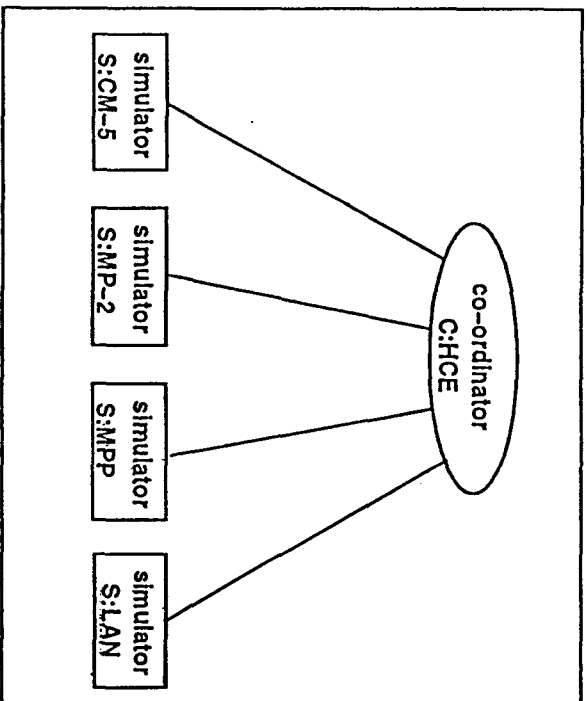 co-ordinator
C:HCE
simulator
S:CM-5
simulator
S:MP-2
simulator
S:MPP
simulator
S:LAN